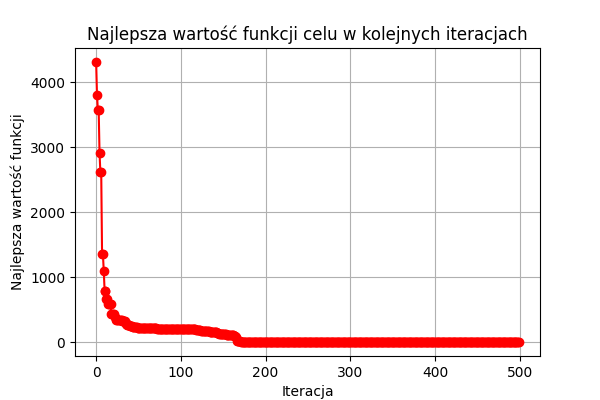 Najlepsza wartość funkcji celu w kolejnych iteracjach
Najlepsza wartość funkcji
4000
3000
2000
1000
0
0 100 200 300 400 500
Iteracja